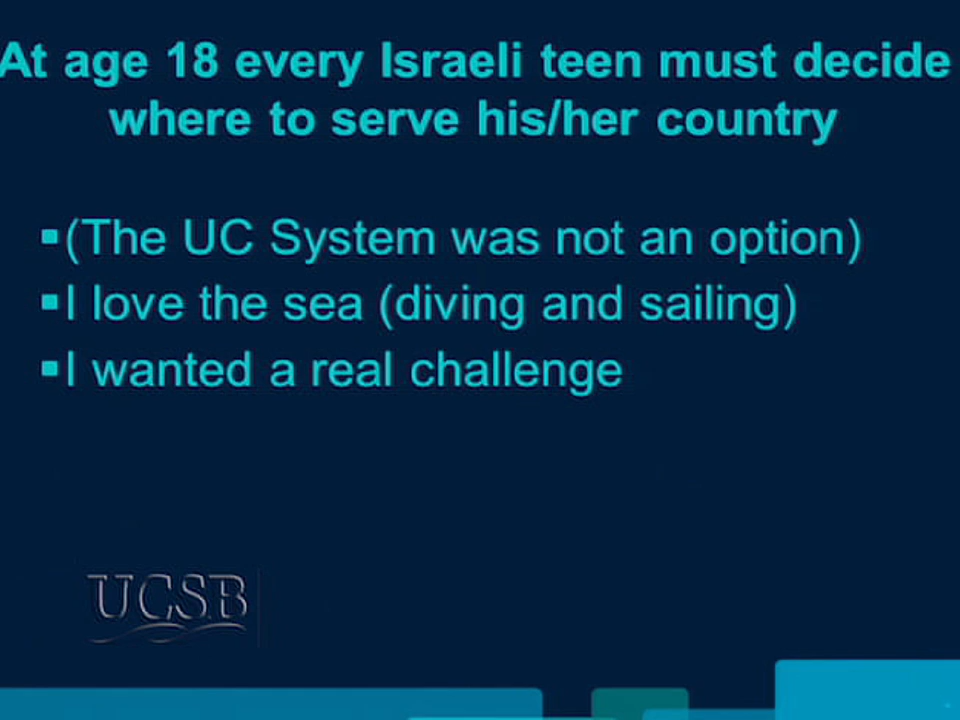 At age 18 every Israeli teen must decide
where to serve his/her country
▪(The UC System was not an option)
▪I love the sea (diving and sailing)
▪I wanted a real challenge
UCSB